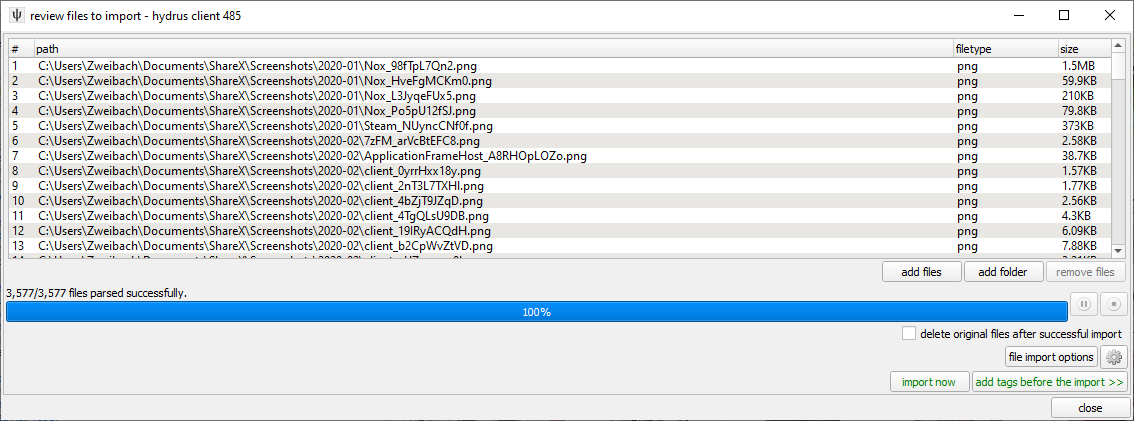 review files to import - hydrus client 485
# path filetype size
1 C:\Users\Zweibach\Documents\ShareX\Screenshots\2020-01\Nox_98fTpL7Qn2.png png 1.5MB
2 C:\Users\Zweibach\Documents\ShareX\Screenshots\2020-01\Nox_HveFgMCKm0.png png 59.9KB
3 C:\Users\Zweibach\Documents\ShareX\Screenshots\2020-01\Nox_L3JyqeFUx5.png png 210KB
4 C:\Users\Zweibach\Documents\ShareX\Screenshots\2020-01\Nox_Po5pU12fSJ.png png 79.8KB
5 C:\Users\Zweibach\Documents\ShareX\Screenshots\2020-01\Steam_NUyncCNf0f.png png 373KB
6 C:\Users\Zweibach\Documents\ShareX\Screenshots\2020-02\7zFM_arVcBtEFC8.png png 2.58KB
7 C:\Users\Zweibach\Documents\ShareX\Screenshots\2020-02\ApplicationFrameHost_A8RHOpLOZo.png png 38.7KB
8 C:\Users\Zweibach\Documents\ShareX\Screenshots\2020-02\client_0yrrHxx18y.png png 1.57KB
9 C:\Users\Zweibach\Documents\ShareX\Screenshots\2020-02\client_2nT3L7TXHI.png png 1.77KB
10 C:\Users\Zweibach\Documents\ShareX\Screenshots\2020-02\client_4bZjT9JZqD.png png 2.56KB
11 C:\Users\Zweibach\Documents\ShareX\Screenshots\2020-02\client_4TgQLsU9DB.png png 4.3KB
12 C:\Users\Zweibach\Documents\ShareX\Screenshots\2020-02\client_19lRyACQdH.png png 6.09KB
13 C:\Users\Zweibach\Documents\ShareX\Screenshots\2020-02\client_b2CpWvZtVD.png png 7.88KB
add files add folder remove files
3,577/3,577 files parsed successfully.
100%
delete original files after successful import
file import options
import now add tags before the import >>
close